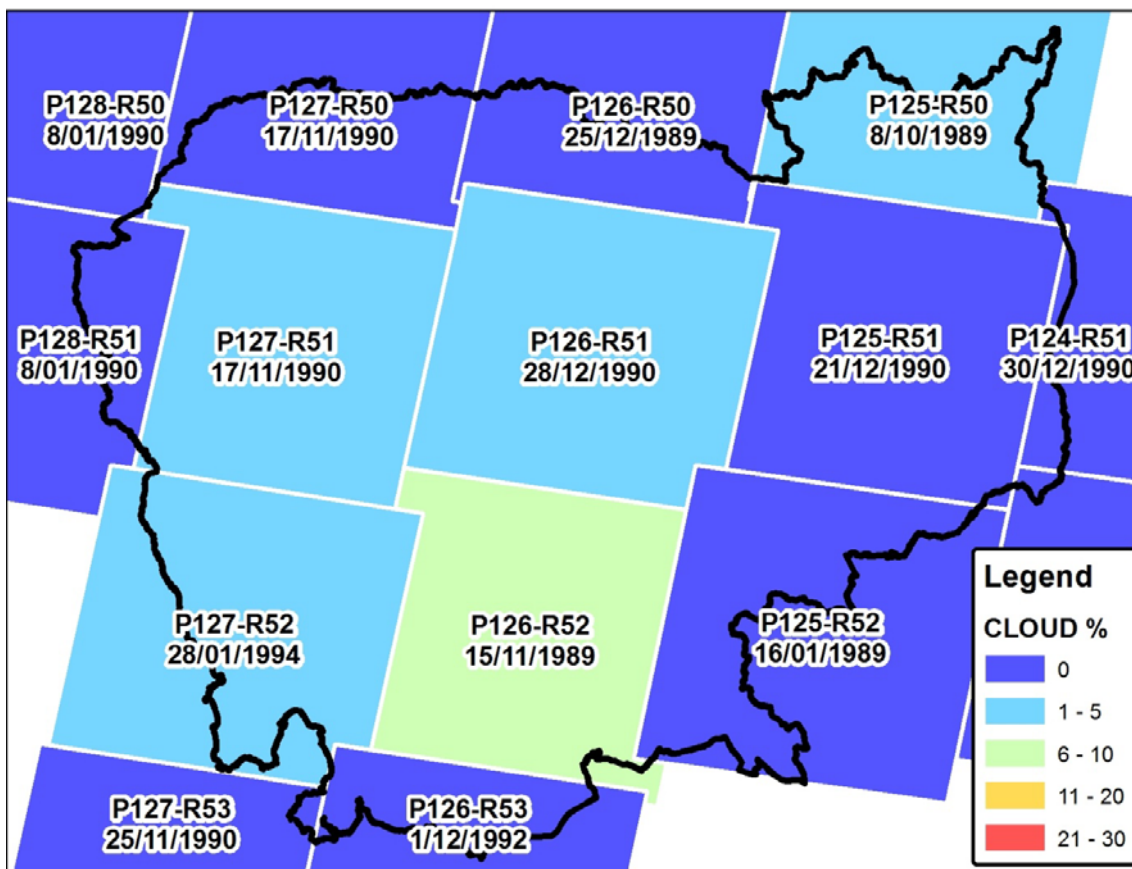 P128-R50
8/01/1990
P127-R50
17/11/1990
P126-R50
25/12/1989
P125-R50
8/10/1989
P128-R51
8/01/1990
P127-R51
17/11/1990
P126-R51
28/12/1990
P125-R51
21/12/1990
P124-R51
30/12/1990
P127-R52
28/01/1994
P126-R52
15/11/1989
P125-R52
16/01/1989
P127-R53
25/11/1990
P126-R53
1/12/1992
Legend
CLOUD %
0
1 - 5
6 - 10
11 - 20
21 - 30